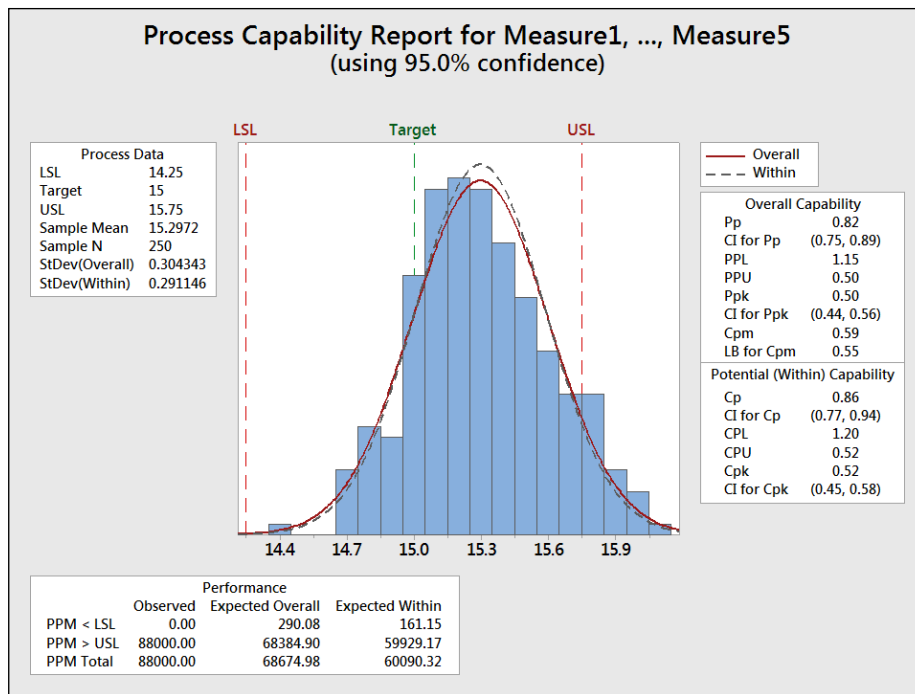 Process Capability Report for Measure1, ..., Measure5
(using 95.0% confidence)
LSL
Target
USL
Process Data
LSL 14.25
Target 15
USL 15.75
Sample Mean 15.2972
Sample N 250
StDev(Overall) 0.304343
StDev(Within) 0.291146
Overall
Within
Overall Capability
Pp 0.82
CI for Pp (0.75, 0.89)
PPL 1.15
PPU 0.50
Ppk 0.50
CI for Ppk (0.44, 0.56)
Cpm 0.59
LB for Cpm 0.55
Potential (Within) Capability
Cp 0.86
CI for Cp (0.77, 0.94)
CPL 1.20
CPU 0.52
Cpk 0.52
CI for Cpk (0.45, 0.58)
14.4 14.7 15.0 15.3 15.6 15.9
Performance
Observed Expected Overall Expected Within
PPM < LSL 0.00 290.08 161.15
PPM > USL 88000.00 68384.90 59929.17
PPM Total 88000.00 68674.98 60090.32